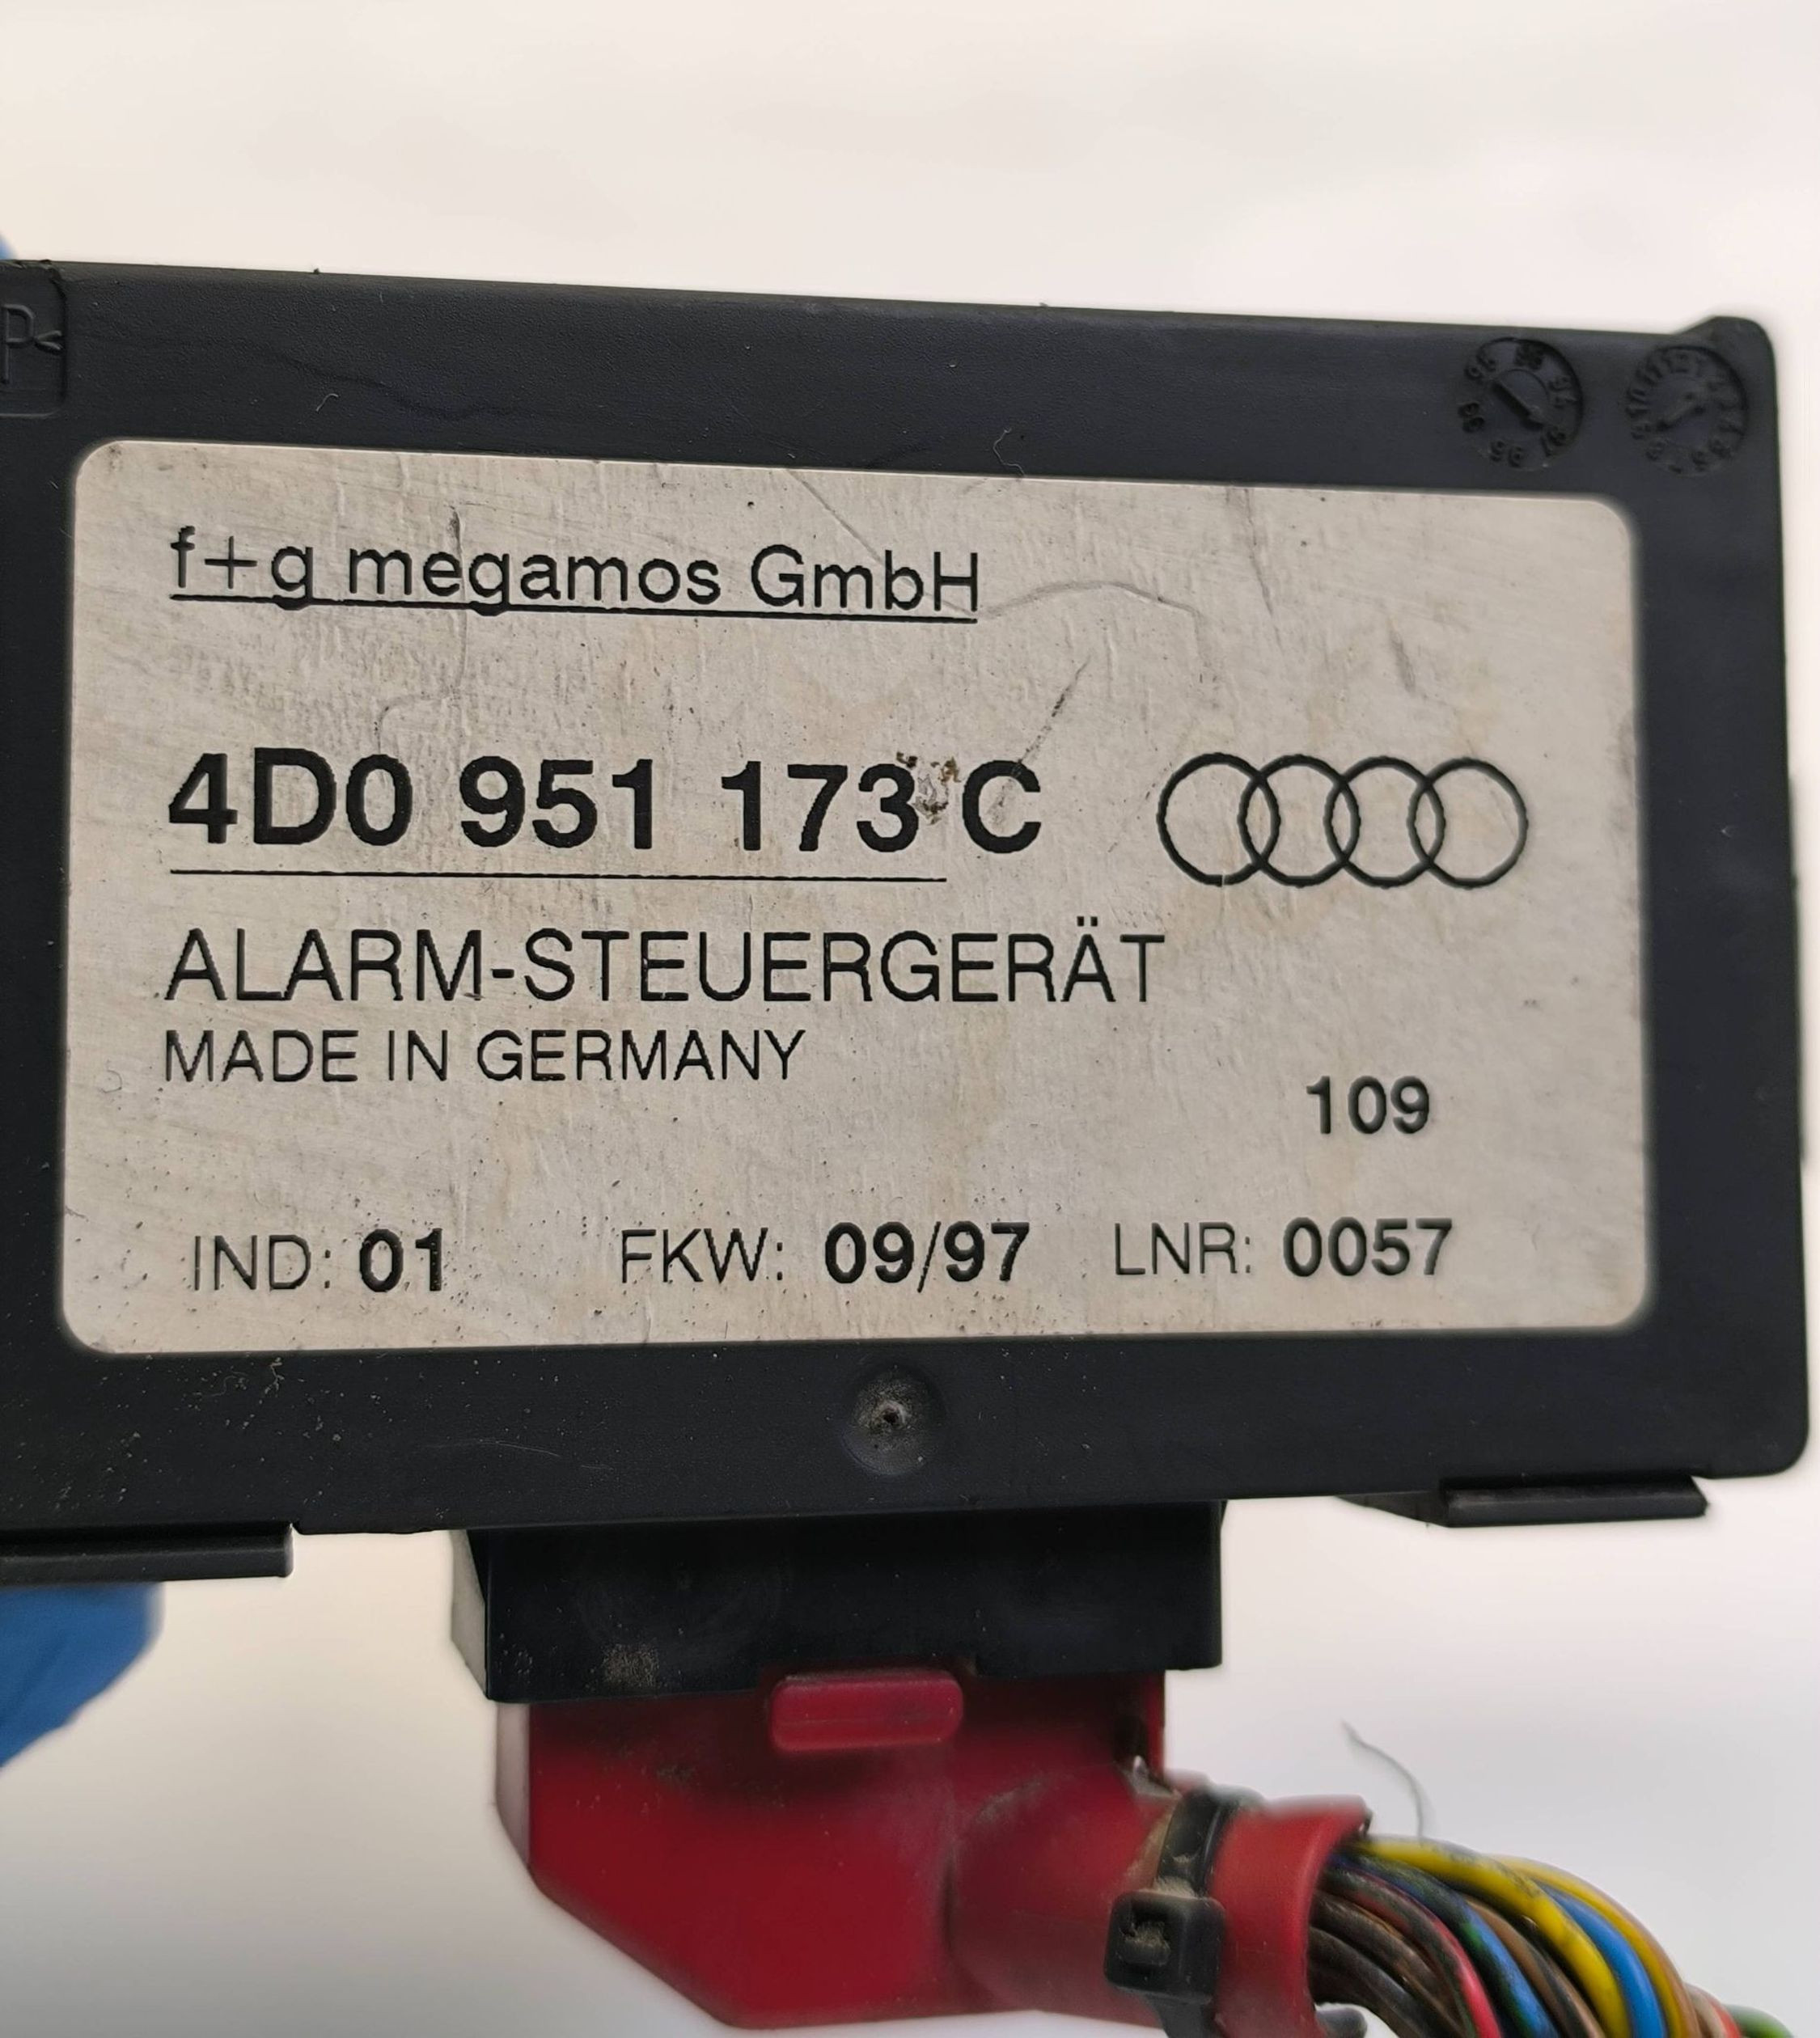 f+g megamos GmbH
4D0 951 173 C
ALARM-STEUERGERÄT
MADE IN GERMANY
109
IND: 01 FKW: 09/97 LNR: 0057